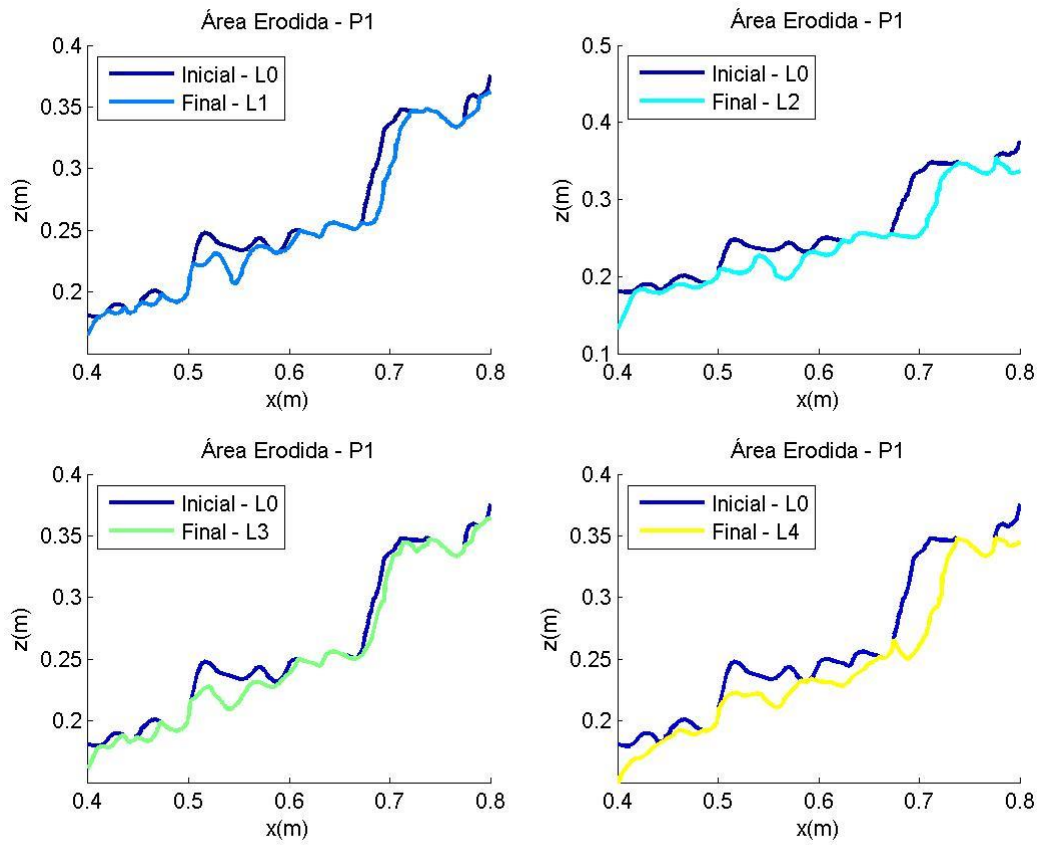 Área Erodida - P1
Inicial - L0
Final - L1
0.4
0.35
0.3
0.25
0.2
z(m)
0.4 0.5 0.6 0.7 0.8
x(m)
Área Erodida - P1
Inicial - L0
Final - L2
0.5
0.4
0.3
0.2
0.1
z(m)
0.4 0.5 0.6 0.7 0.8
x(m)
Área Erodida - P1
Inicial - L0
Final - L3
0.4
0.35
0.3
0.25
0.2
z(m)
0.4 0.5 0.6 0.7 0.8
x(m)
Área Erodida - P1
Inicial - L0
Final - L4
0.4
0.35
0.3
0.25
0.2
z(m)
0.4 0.5 0.6 0.7 0.8
x(m)